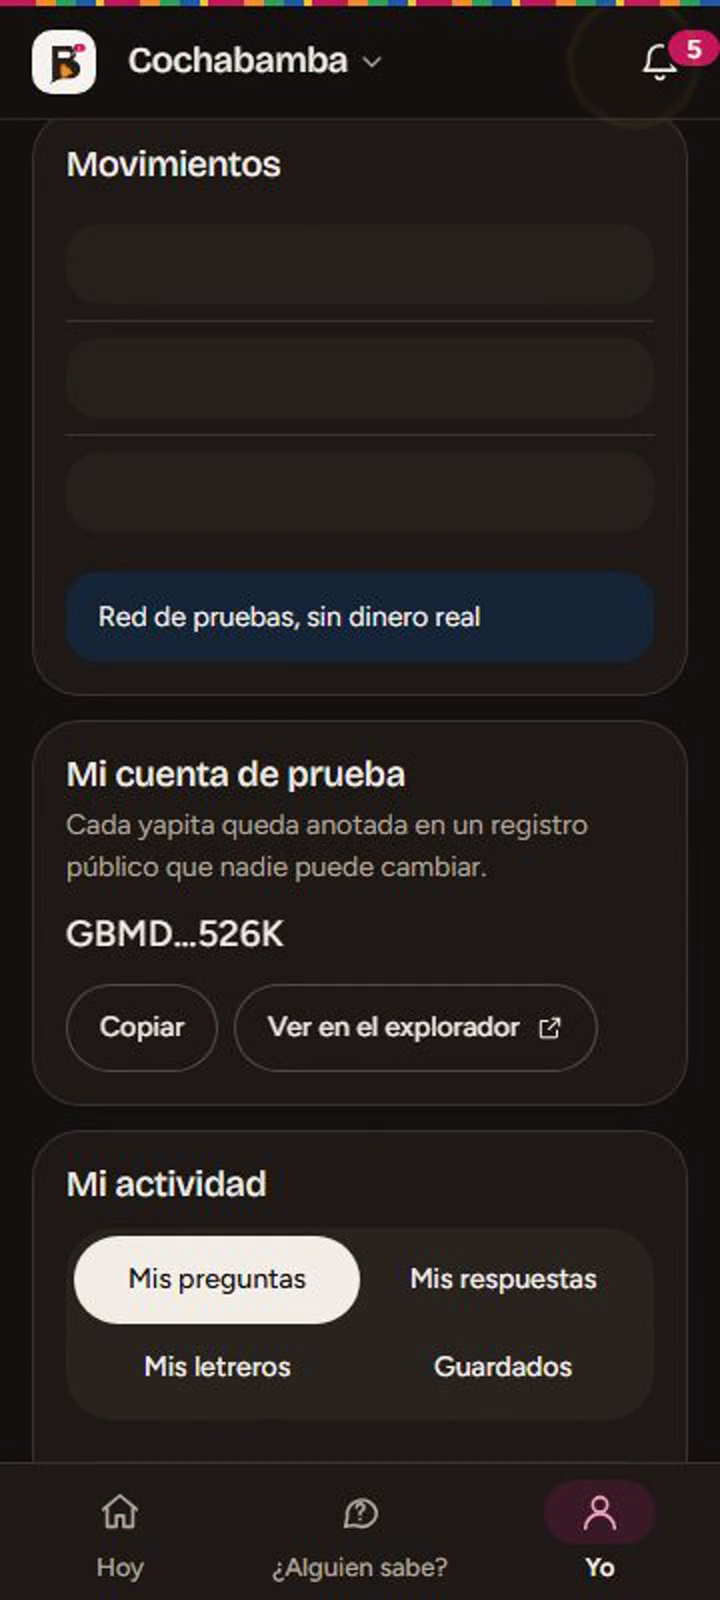 Cochabamba
5
Movimientos
Red de pruebas, sin dinero real
Mi cuenta de prueba
Cada yapita queda anotada en un registro
público que nadie puede cambiar.
GBMD...526K
Copiar
Ver en el explorador
Mi actividad
Mis preguntas
Mis respuestas
Mis letreros
Guardados
Hoy
¿Alguien sabe?
Yo